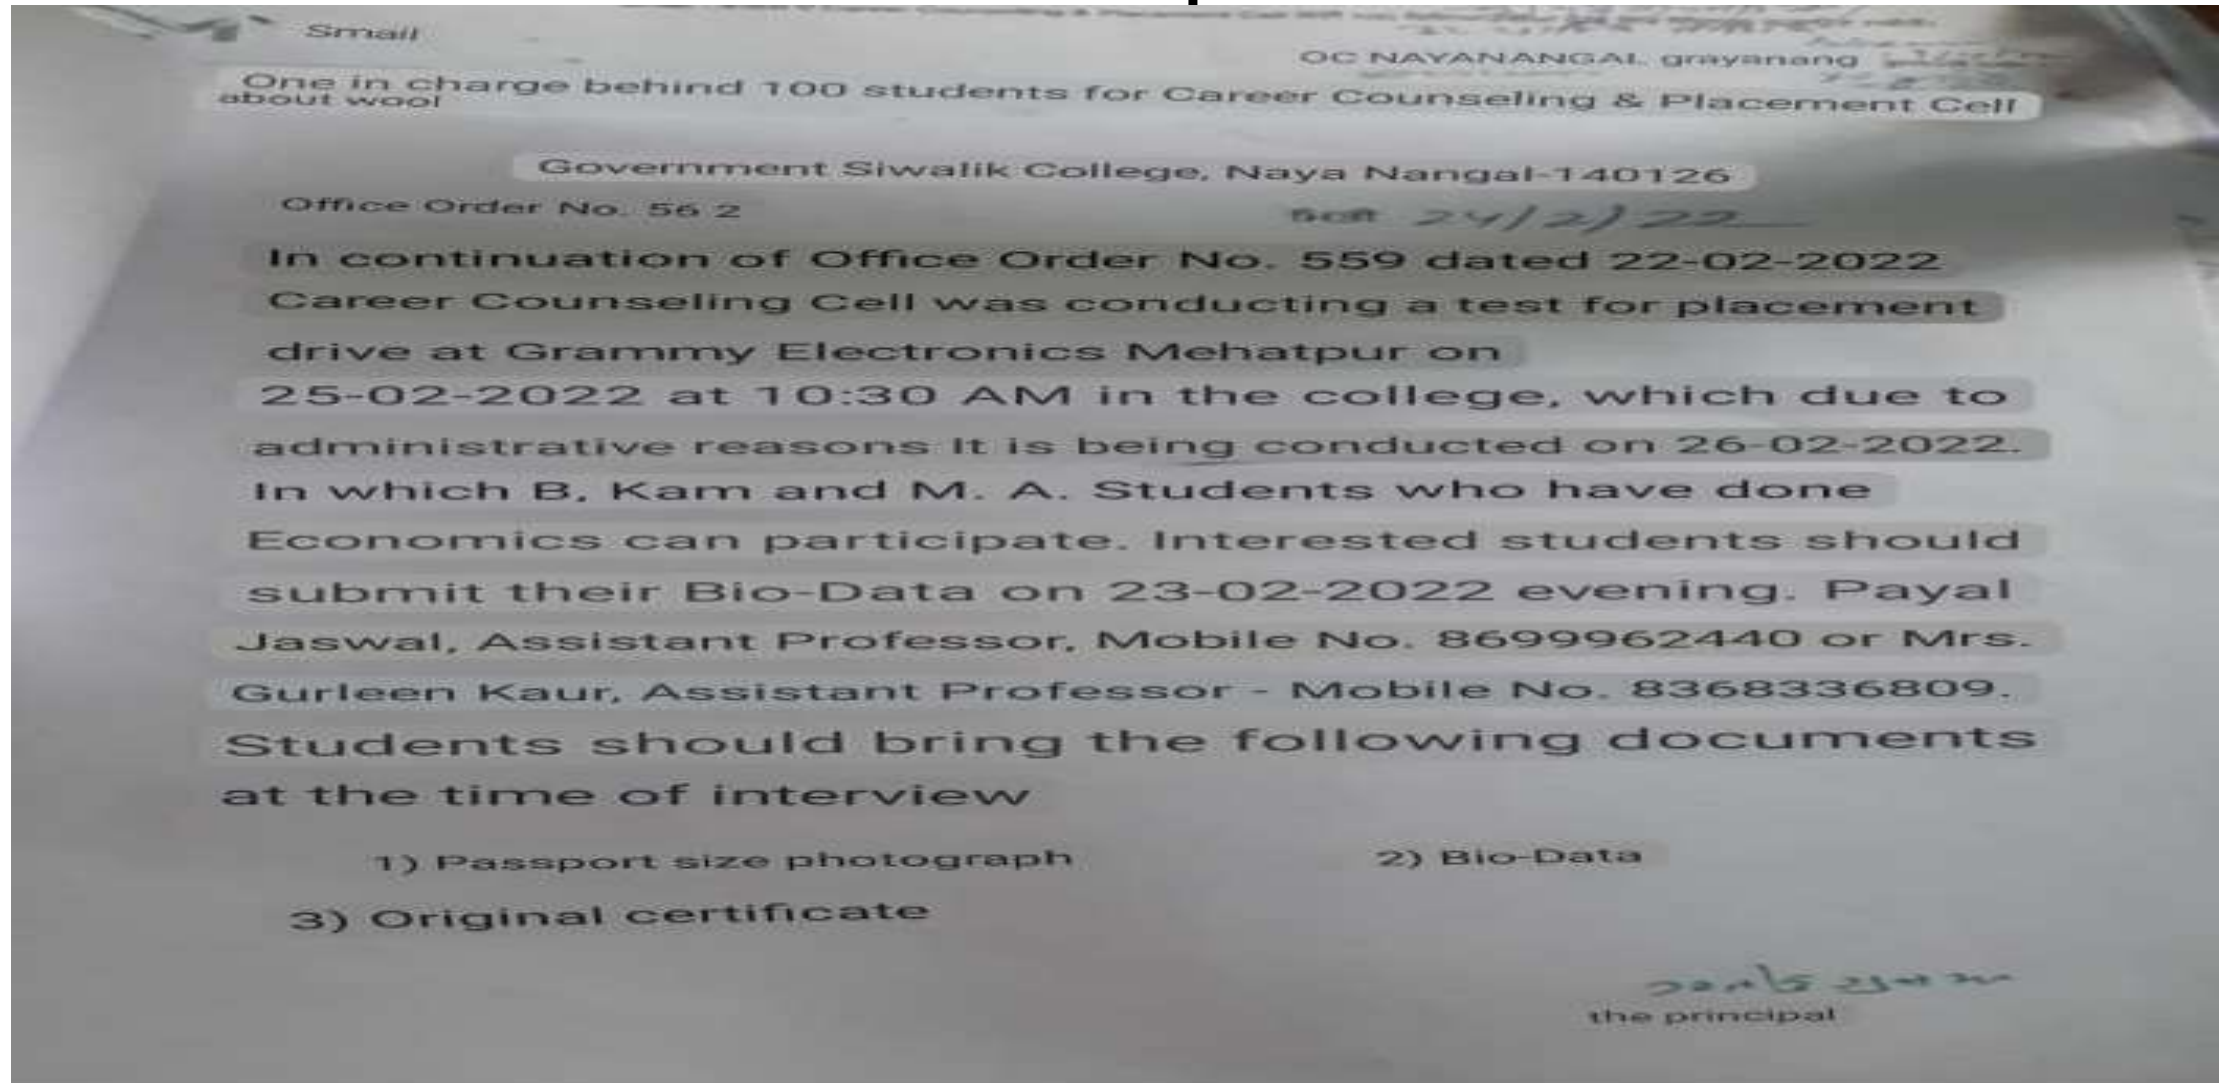 Smail
OC NAYANANGAL grayanang
One in charge behind 100 students for Career Counseling & Placement Cell
about wool
Government Siwalik College, Naya Nangal-140126
Office Order No. 56 2
24/2/22
In continuation of Office Order No. 559 dated 22-02-2022
Career Counseling Cell was conducting a test for placement
drive at Grammy Electronics Mehatpur on
25-02-2022 at 10:30 AM in the college, which due to
administrative reasons It is being conducted on 26-02-2022.
In which B, Kam and M. A. Students who have done
Economics can participate. Interested students should
submit their Bio-Data on 23-02-2022 evening. Payal
Jaswal, Assistant Professor, Mobile No. 8699962440 or Mrs.
Gurleen Kaur, Assistant Professor - Mobile No. 8368336809.
Students should bring the following documents
at the time of interview
1) Passport size photograph 2) Bio-Data
3) Original certificate
the principal